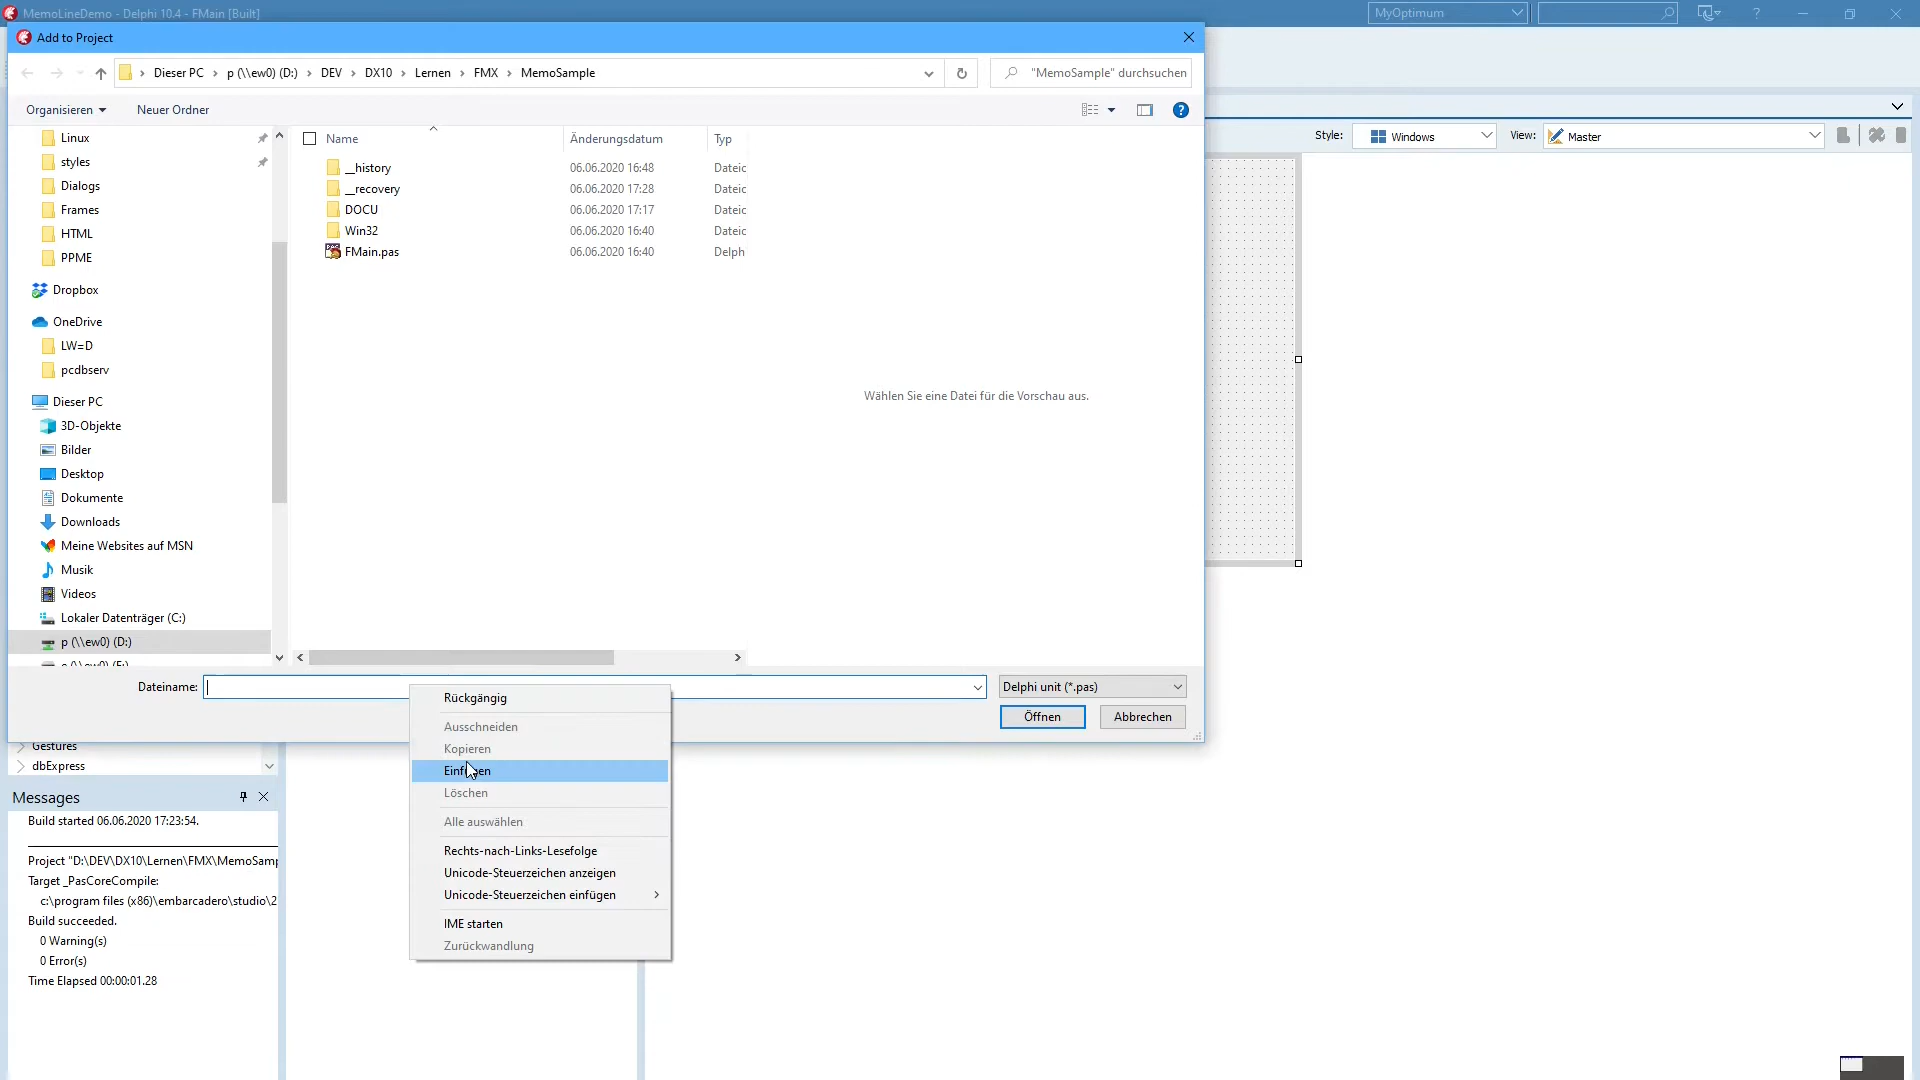 MemoLineDemo - Delphi 10.4 - FMain [Built]
MyOptimum
?
Add to Project
Dieser PC
p (\\ew0) (D:)
DEV
DX10
Lernen
FMX
MemoSample
"MemoSample" durchsuchen
Organisieren
Neuer Ordner
?
Style:
Windows
View:
Master
Linux
styles
Dialogs
Frames
HTML
PPME
Dropbox
OneDrive
LW=D
pcdbserv
Dieser PC
3D-Objekte
Bilder
Desktop
Dokumente
Downloads
Meine Websites auf MSN
Musik
Videos
Lokaler Datenträger (C:)
p (\\ew0) (D:)
Name
Änderungsdatum
Typ
__history
06.06.2020 16:48
Dateic
__recovery
06.06.2020 17:28
Dateic
DOCU
06.06.2020 17:17
Dateic
Win32
06.06.2020 16:40
Dateic
FMain.pas
06.06.2020 16:40
Delph
Wählen Sie eine Datei für die Vorschau aus.
Dateiname:
Delphi unit (*.pas)
Öffnen
Abbrechen
Rückgängig
Ausschneiden
Kopieren
Einfügen
Löschen
Alle auswählen
Rechts-nach-Links-Lesefolge
Unicode-Steuerzeichen anzeigen
Unicode-Steuerzeichen einfügen
IME starten
Zurückwandlung
Gestures
dbExpress
Messages
Build started 06.06.2020 17:23:54.
Project "D:\DEV\DX10\Lernen\FMX\MemoSamp
Target _PasCoreCompile:
c:\program files (x86)\embarcadero\studio\2
Build succeeded.
0 Warning(s)
0 Error(s)
Time Elapsed 00:00:01.28